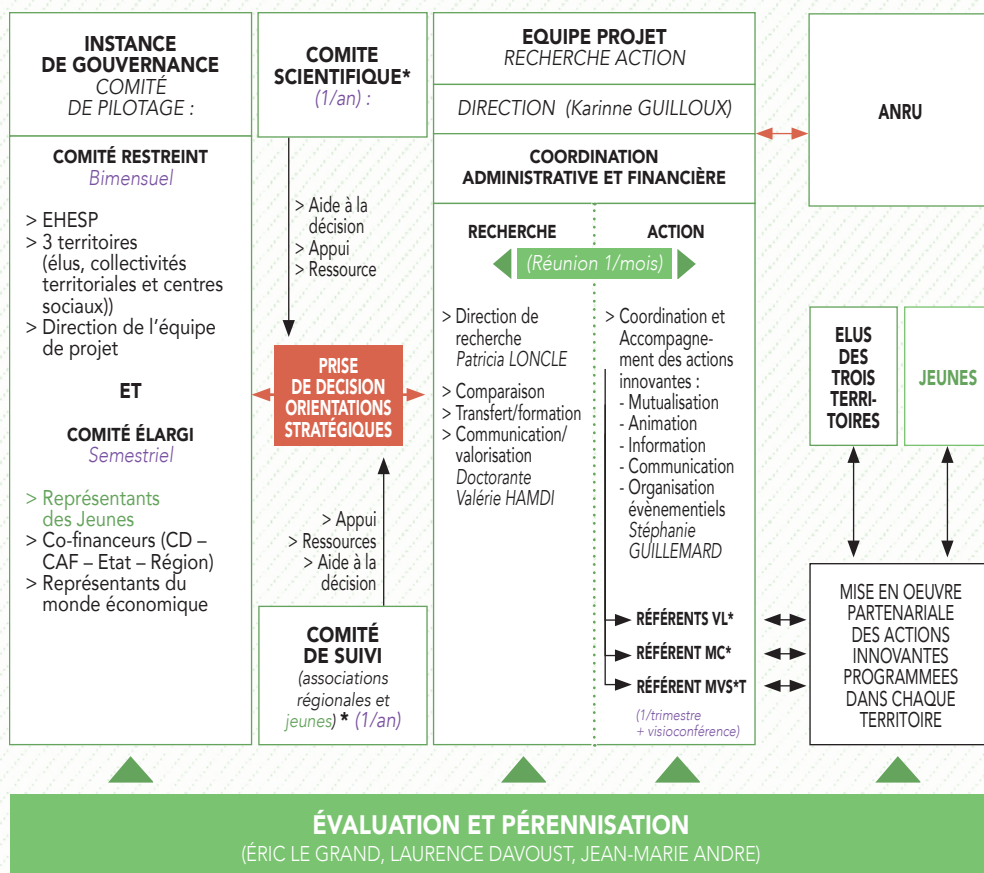 INSTANCE
DE GOUVERNANCE
COMITÉ
DE PILOTAGE :
COMITÉ RESTREINT
Bimensuel
> EHESP
> 3 territoires
(élus, collectivités
territoriales et centres
sociaux))
> Direction de l'équipe
de projet
ET
COMITÉ ÉLARGI
Semestriel
> Représentants
des Jeunes
> Co-financeurs (CD –
CAF – Etat – Région)
> Représentants du
monde économique
COMITE
SCIENTIFIQUE*
(1/an) :
> Aide à la
décision
> Appui
> Ressource
PRISE
DE DECISION
ORIENTATIONS
STRATÉGIQUES
> Appui
> Ressources
> Aide à la
décision
COMITÉ
DE SUIVI
(associations
régionales et
jeunes) * (1/an)
EQUIPE PROJET
RECHERCHE ACTION
DIRECTION (Karinne GUILLOUX)
COORDINATION
ADMINISTRATIVE ET FINANCIÈRE
RECHERCHE
ACTION
(Réunion 1/mois)
> Direction de
recherche
Patricia LONCLE
> Comparaison
> Transfert/formation
> Communication/
valorisation
Doctorante
Valérie HAMDI
> Coordination et
Accompagne-
ment des actions
innovantes :
- Mutualisation
- Animation
- Information
- Communication
- Organisation
évènementiels
Stéphanie
GUILLEMARD
RÉFÉRENTS VL*
RÉFÉRENT MC*
RÉFÉRENT MVS*T
(1/trimestre
+ visioconférence)
ANRU
ELUS
DES
TROIS
TERRI-
TOIRES
JEUNES
MISE EN OEUVRE
PARTENARIALE
DES ACTIONS
INNOVANTES
PROGRAMMEES
DANS CHAQUE
TERRITOIRE
ÉVALUATION ET PÉRENNISATION
(ÉRIC LE GRAND, LAURENCE DAVOUST, JEAN-MARIE ANDRE)